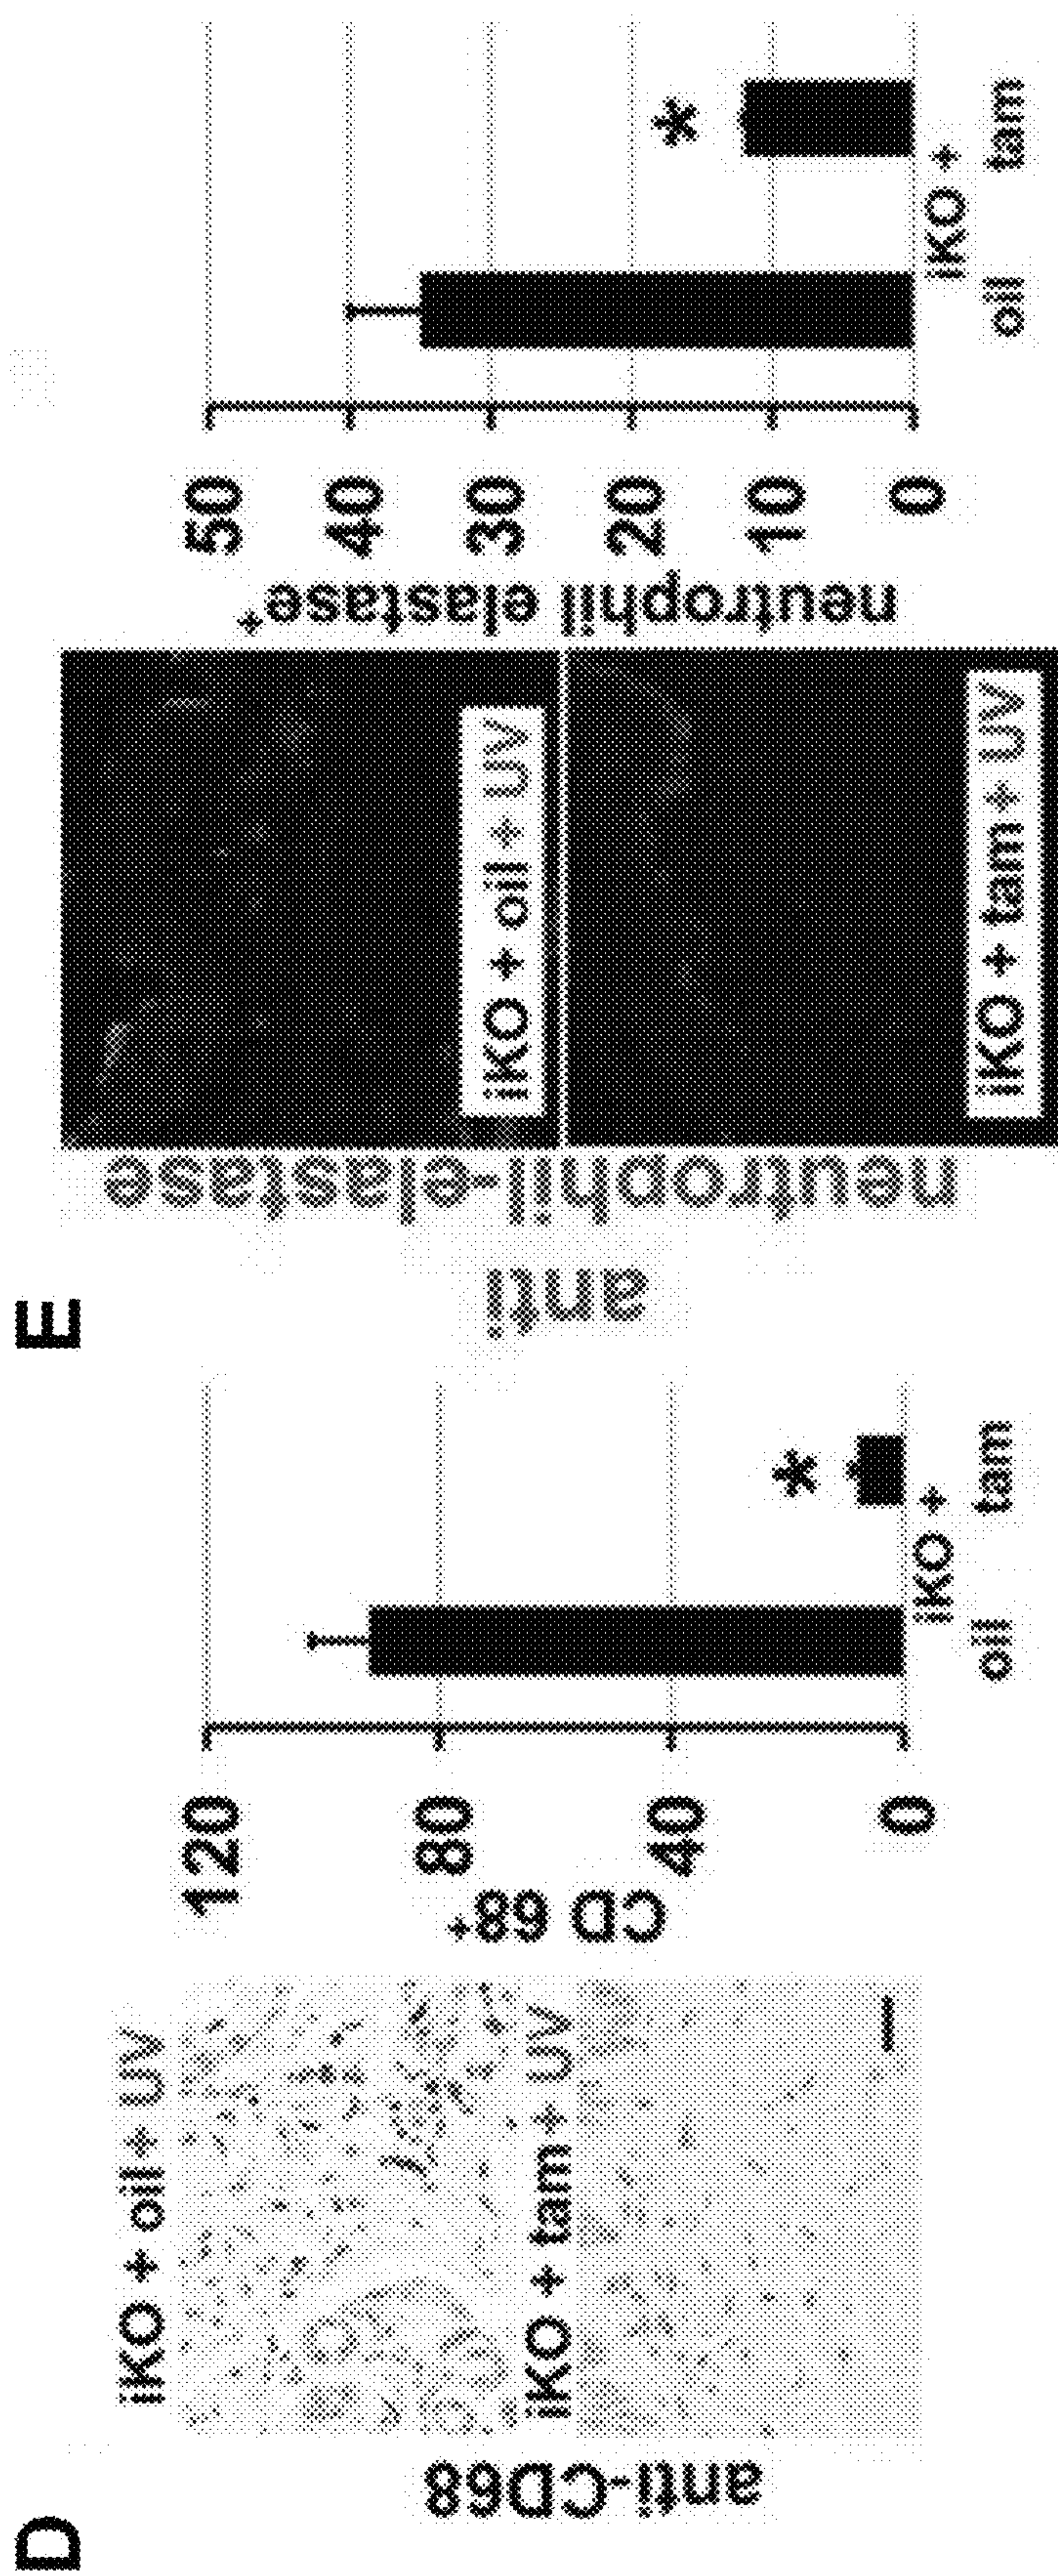 D
anti-CD68
iKO + oil + UV
iKO + tam + UV
CD 68+
120
80
40
0
oil
tam
iKO +
E
anti
neutrophil-elastase
iKO + oil + UV
iKO + tam + UV
neutrophil elastase+
50
40
30
20
10
0
*
*
oil
tam
iKO +